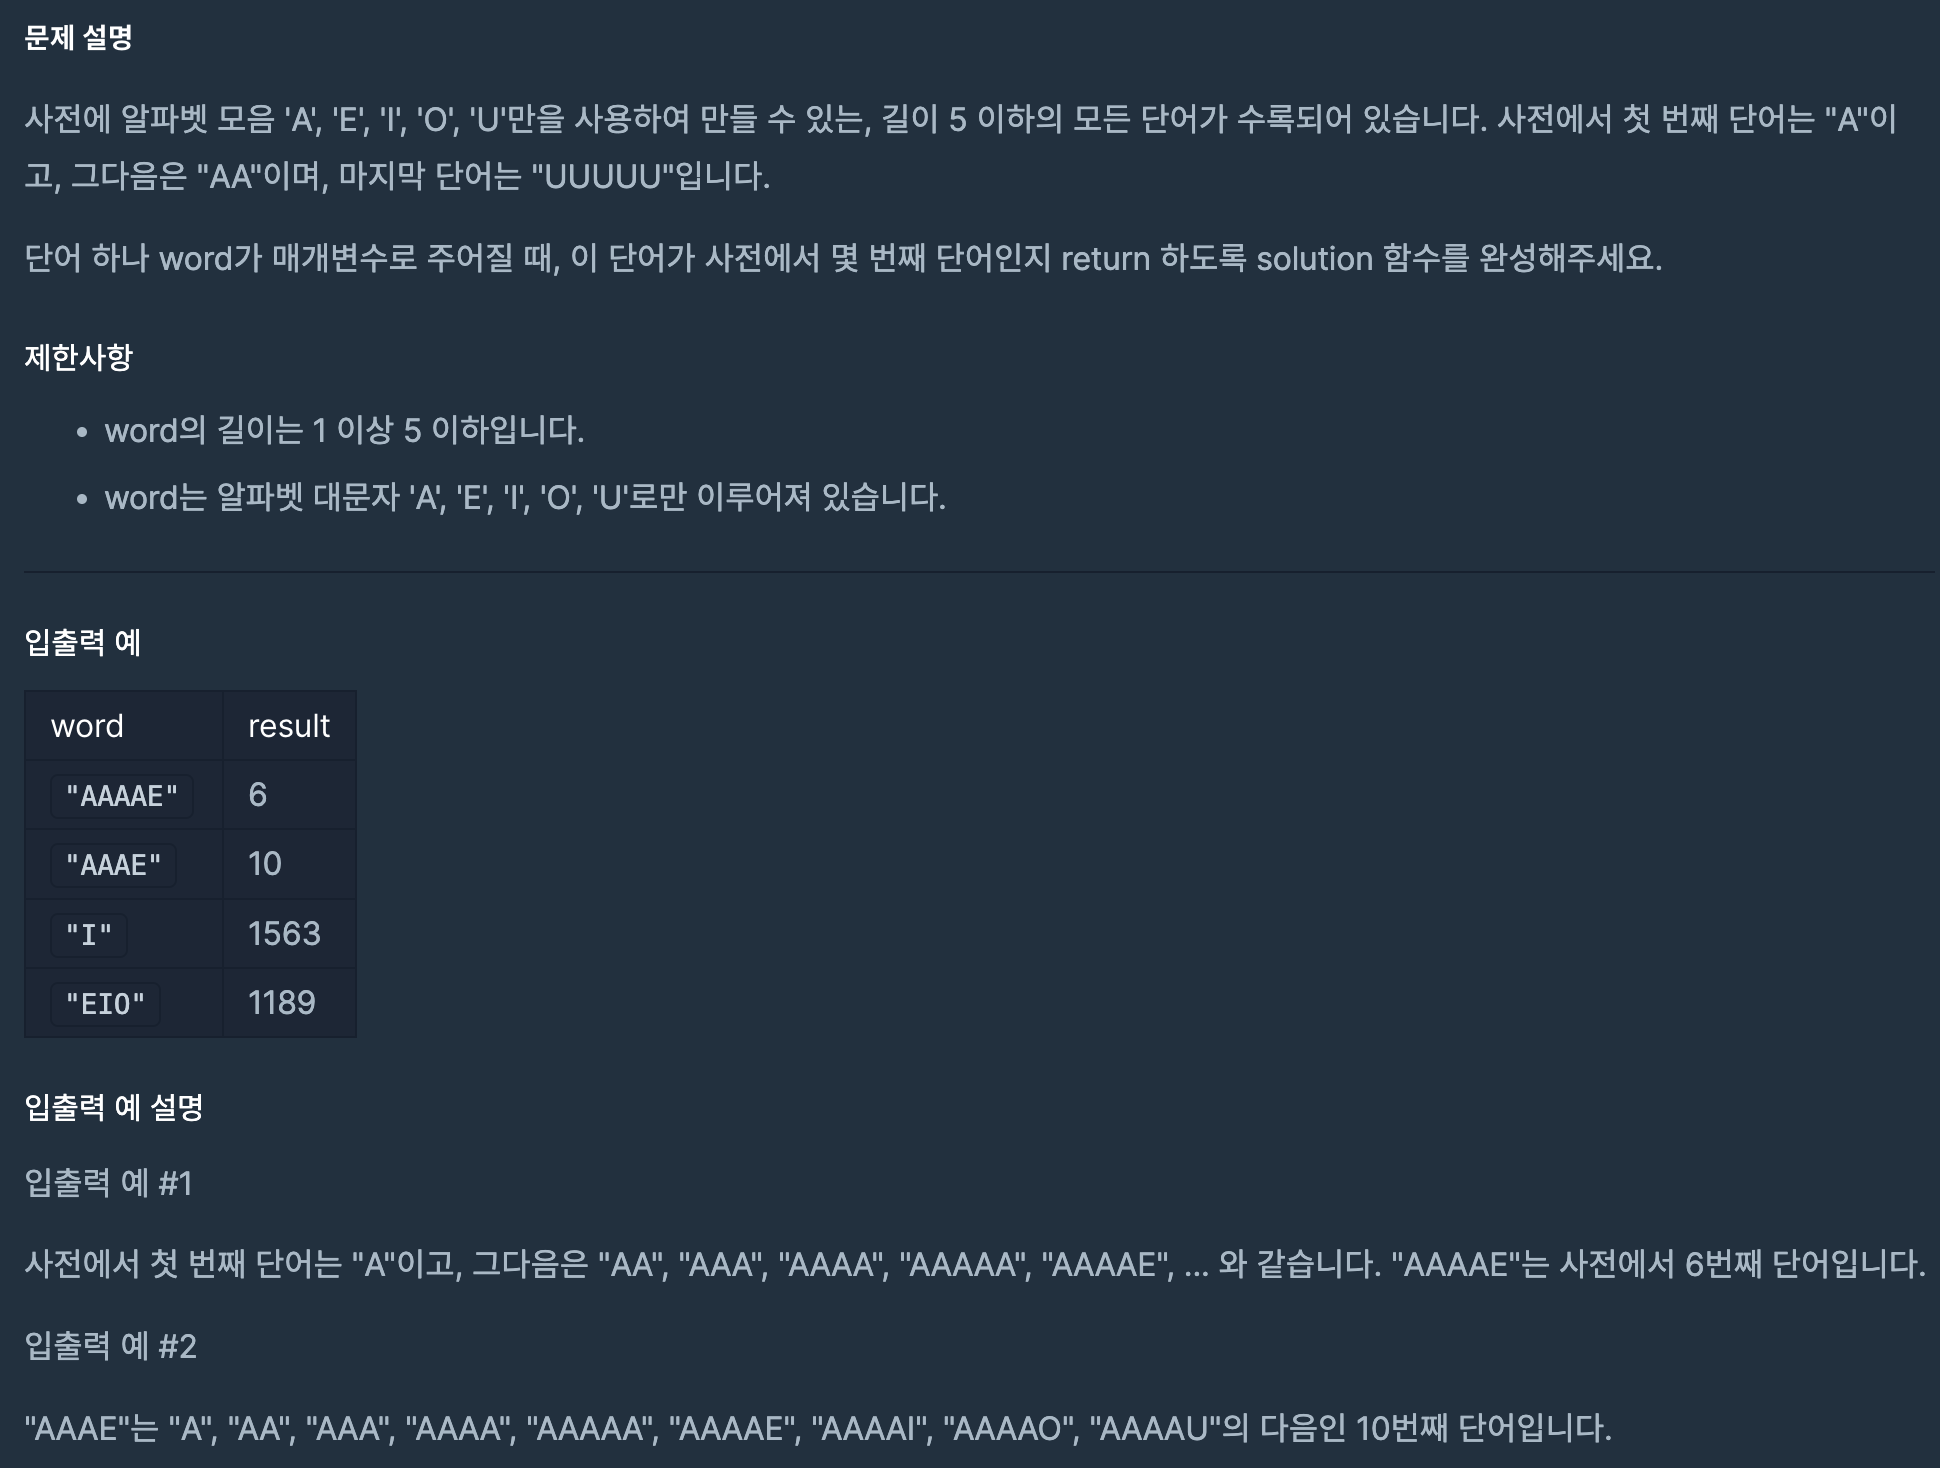 문제 설명
사전에 알파벳 모음 'A', 'E', 'I', 'O', 'U'만을 사용하여 만들 수 있는, 길이 5 이하의 모든 단어가 수록되어 있습니다. 사전에서 첫 번째 단어는 "A"이
고, 그다음은 "AA"이며, 마지막 단어는 "UUUUU"입니다.
단어 하나 word가 매개변수로 주어질 때, 이 단어가 사전에서 몇 번째 단어인지 return 하도록 solution 함수를 완성해주세요.
제한사항
• word의 길이는 1 이상 5 이하입니다.
• word는 알파벳 대문자 'A', 'E', 'I', 'O', 'U'로만 이루어져 있습니다.
입출력 예
word result
"AAAAE" 6
"AAAE" 10
"I" 1563
"EIO" 1189
입출력 예 설명
입출력 예 #1
사전에서 첫 번째 단어는 "A"이고, 그다음은 "AA", "AAA", "AAAA", "AAAAA", "AAAAE", ... 와 같습니다. "AAAAE"는 사전에서 6번째 단어입니다.
입출력 예 #2
"AAAE"는 "A", "AA", "AAA", "AAAA", "AAAAA", "AAAAE", "AAAAI", "AAAAO", "AAAAU"의 다음인 10번째 단어입니다.